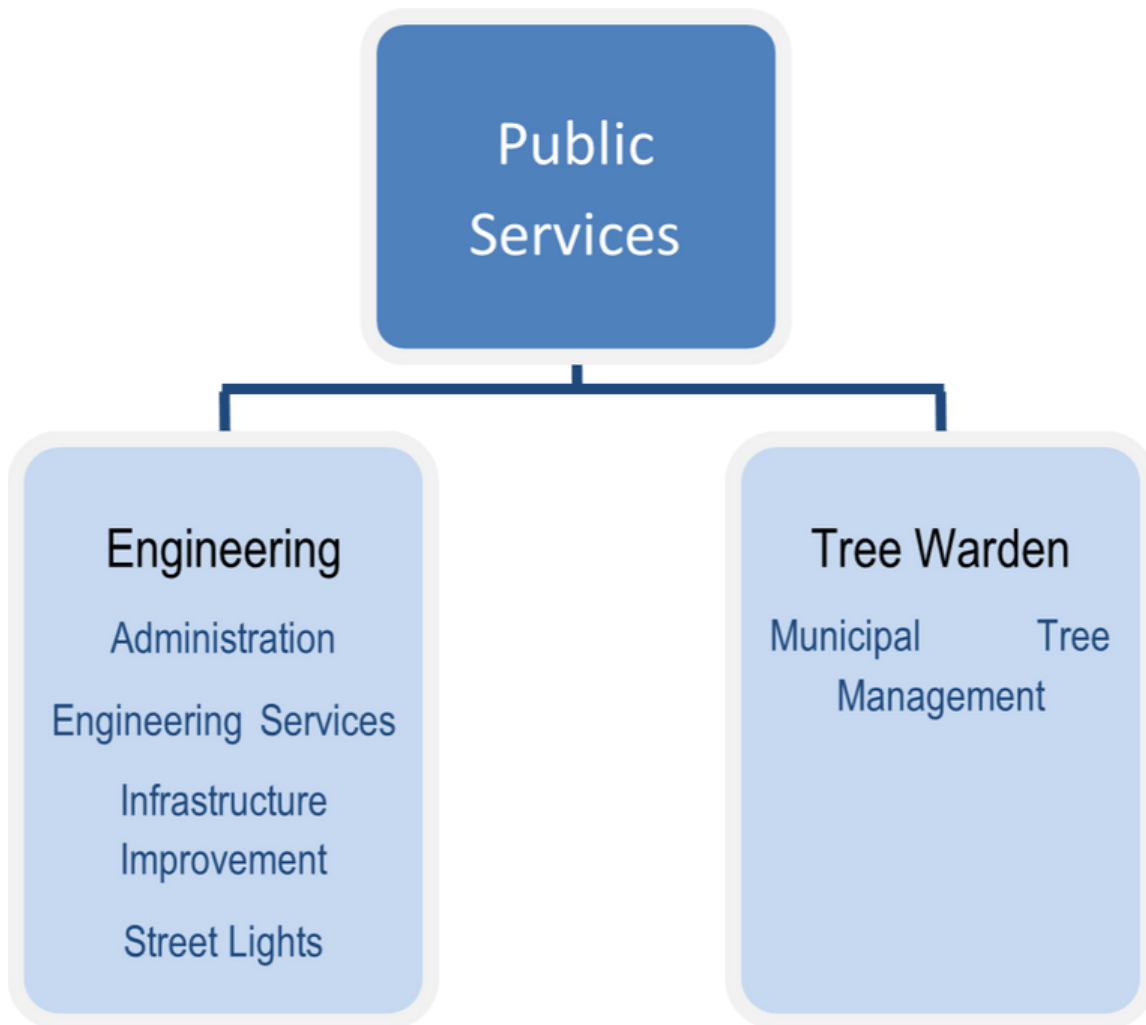 Public
Services
Engineering
Administration
Engineering Services
Infrastructure
Improvement
Street Lights
Tree Warden
Municipal Tree
Management